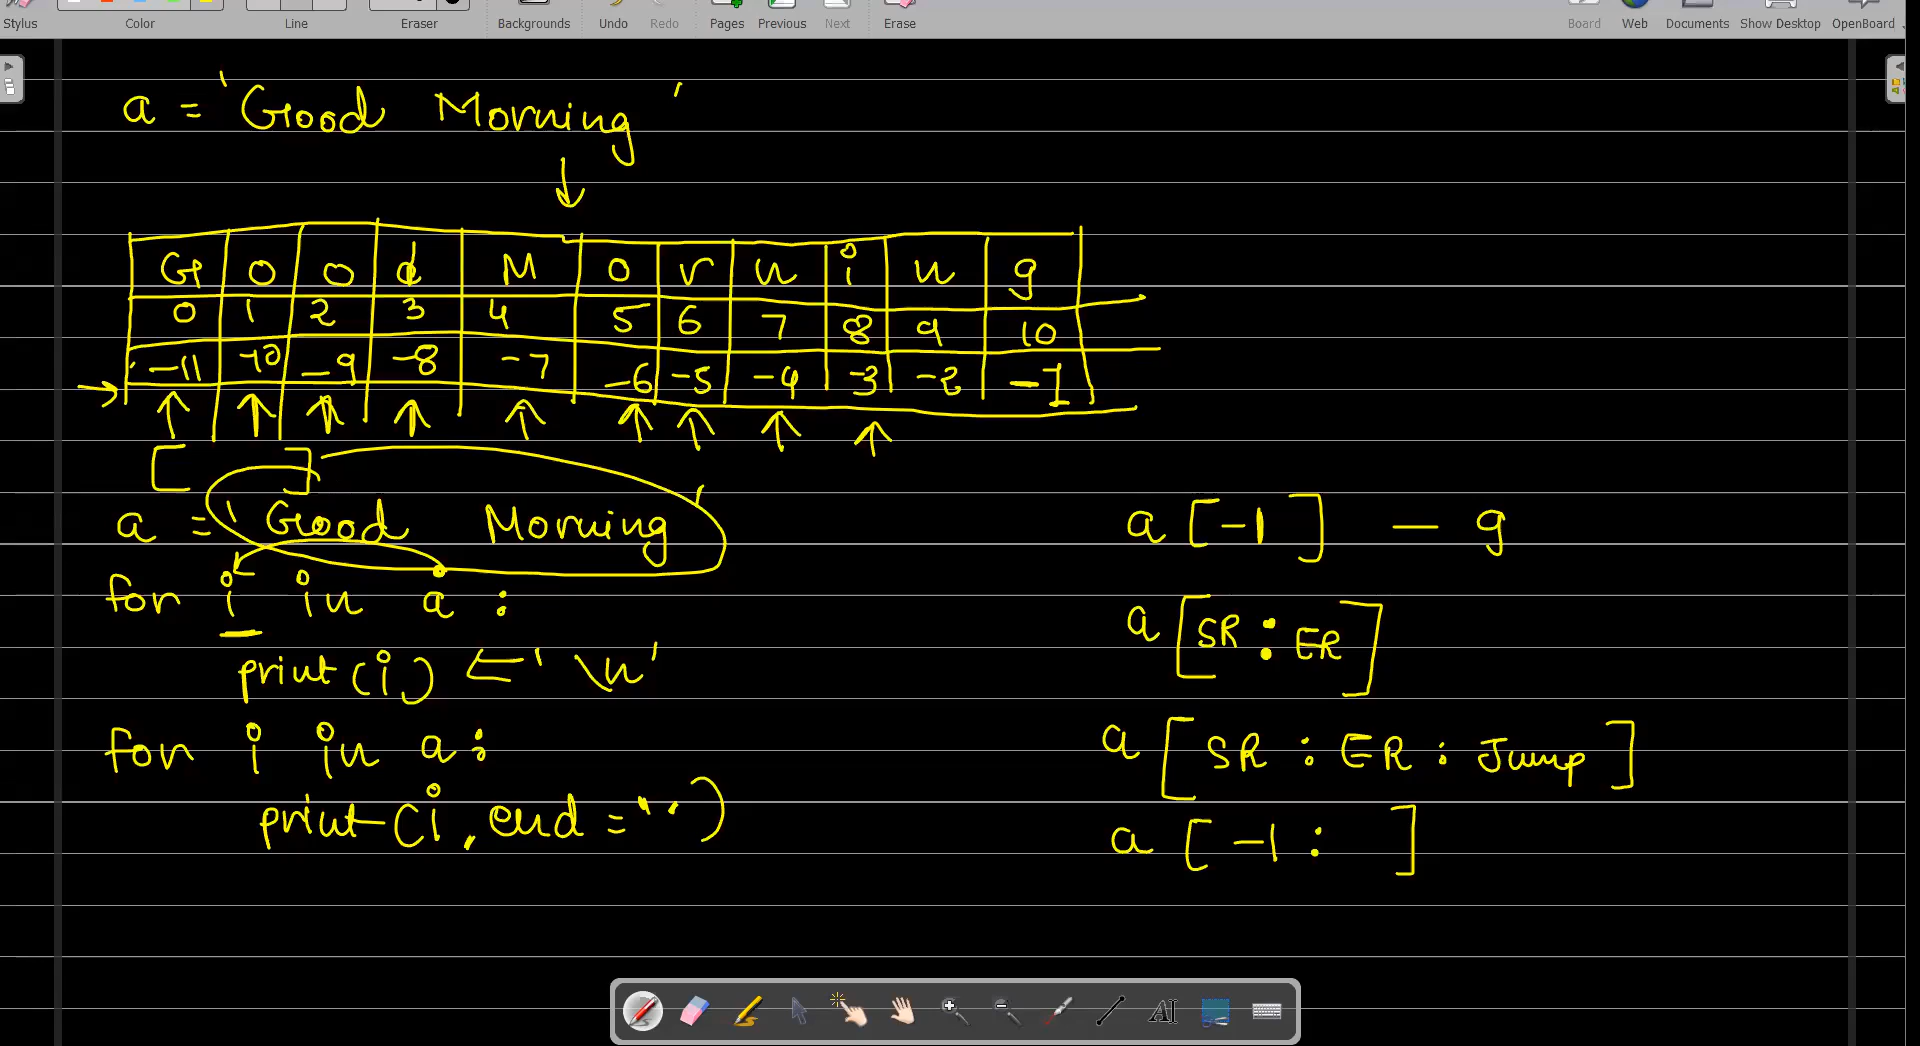 Stylus Color Line Eraser Backgrounds Undo Redo Pages Previous Next Erase Board Web Documents Show Desktop OpenBoard
a = 'Good Morning'
G o o d M o r n i n g
0 1 2 3 4 5 6 7 8 9 10
-11 -10 -9 -8 -7 -6 -5 -4 -3 -2 -1
[ ]
a = 'Good Morning'
for i in a :
print(i) ← '\n'
for i in a:
print(i, end = " ")
a [-1] — g
a [SR : ER]
a [SR : ER : Jump]
a [-1 : ]
AI